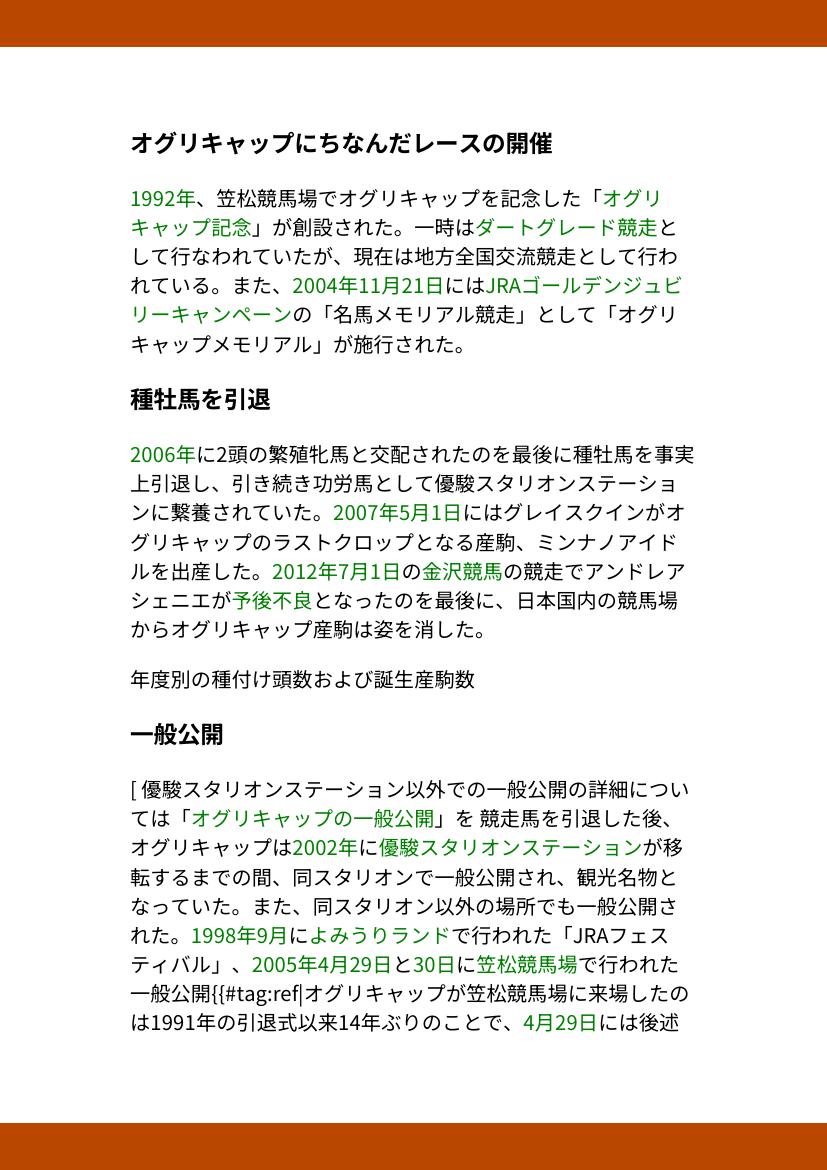 オグリキャップにちなんだレースの開催
1992年、笠松競馬場でオグリキャップを記念した「オグリ
キャップ記念」が創設された。一時はダートグレード競走と
して行なわれていたが、現在は地方全国交流競走として行わ
れている。また、2004年11月21日にはJRAゴールデンジュビ
リーキャンペーンの「名馬メモリアル競走」として「オグリ
キャップメモリアル」が施行された。
種牡馬を引退
2006年に2頭の繁殖牝馬と交配されたのを最後に種牡馬を事実
上引退し、引き続き功労馬として優駿スタリオンステーショ
ンに繋養されていた。2007年5月1日にはグレイスクインがオ
グリキャップのラストクロップとなる産駒、ミンナノアイド
ルを出産した。2012年7月1日の金沢競馬の競走でアンドレア
シェニエが予後不良となったのを最後に、日本国内の競馬場
からオグリキャップ産駒は姿を消した。
年度別の種付け頭数および誕生産駒数
一般公開
[ 優駿スタリオンステーション以外での一般公開の詳細につい
ては「オグリキャップの一般公開」を 競走馬を引退した後、
オグリキャップは2002年に優駿スタリオンステーションが移
転するまでの間、同スタリオンで一般公開され、観光名物と
なっていた。また、同スタリオン以外の場所でも一般公開さ
れた。1998年9月によみうりランドで行われた「JRAフェス
ティバル」、2005年4月29日と30日に笠松競馬場で行われた
一般公開{{#tag:ref|オグリキャップが笠松競馬場に来場したの
は1991年の引退式以来14年ぶりのことで、4月29日には後述